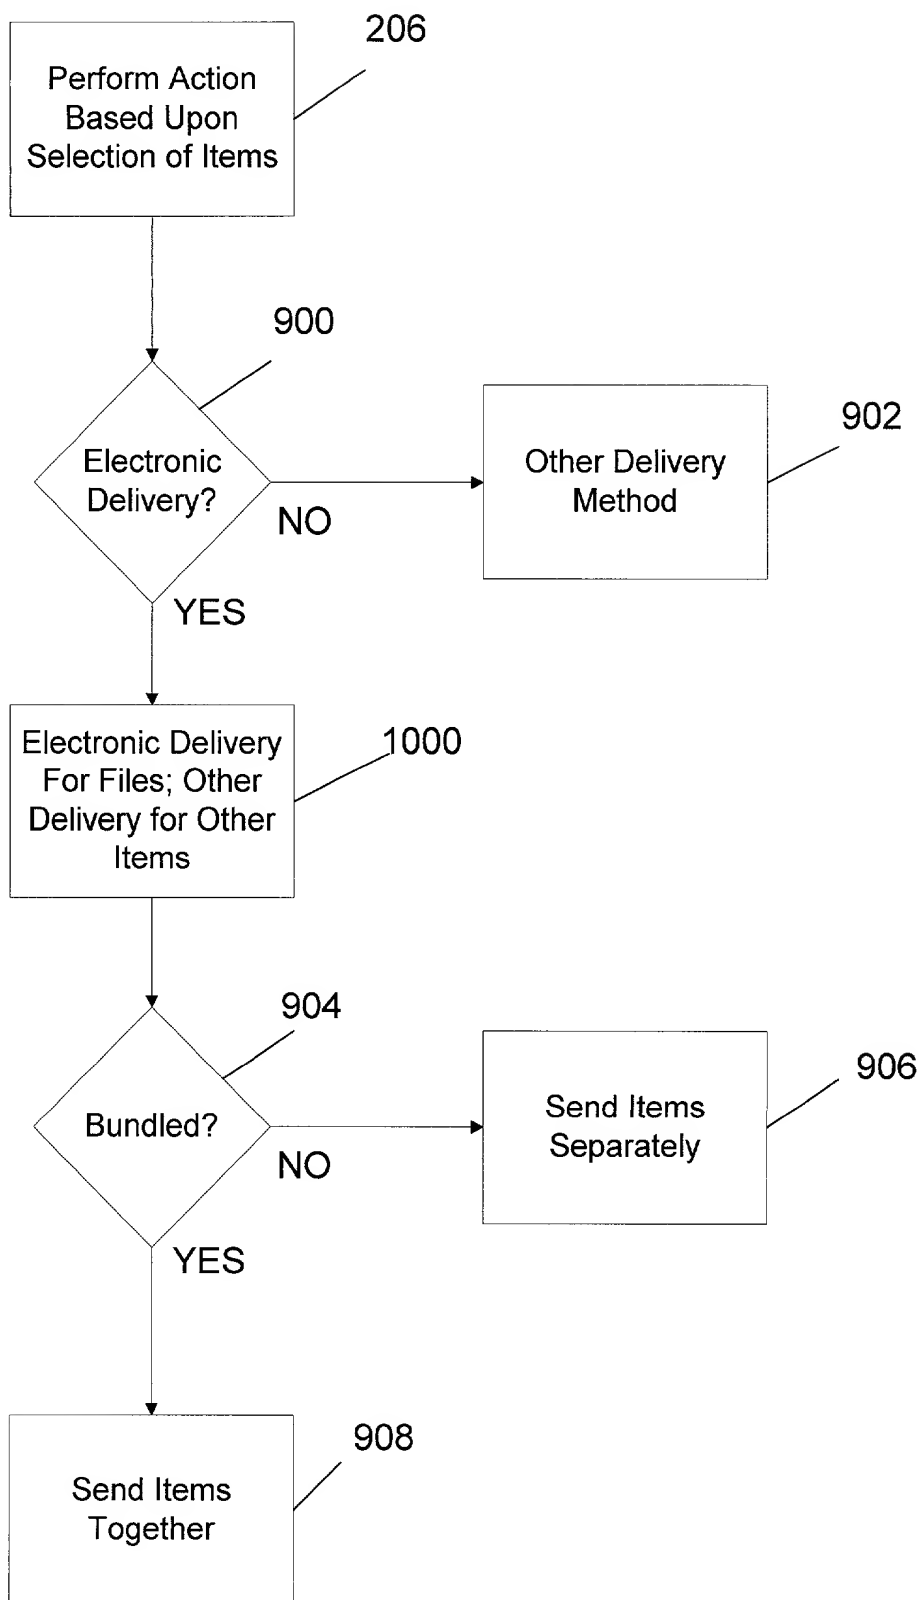 206
Perform Action
Based Upon
Selection of Items
900
Electronic
Delivery?
NO
902
Other Delivery
Method
YES
1000
Electronic Delivery
For Files; Other
Delivery for Other
Items
904
Bundled?
NO
906
Send Items
Separately
YES
908
Send Items
Together